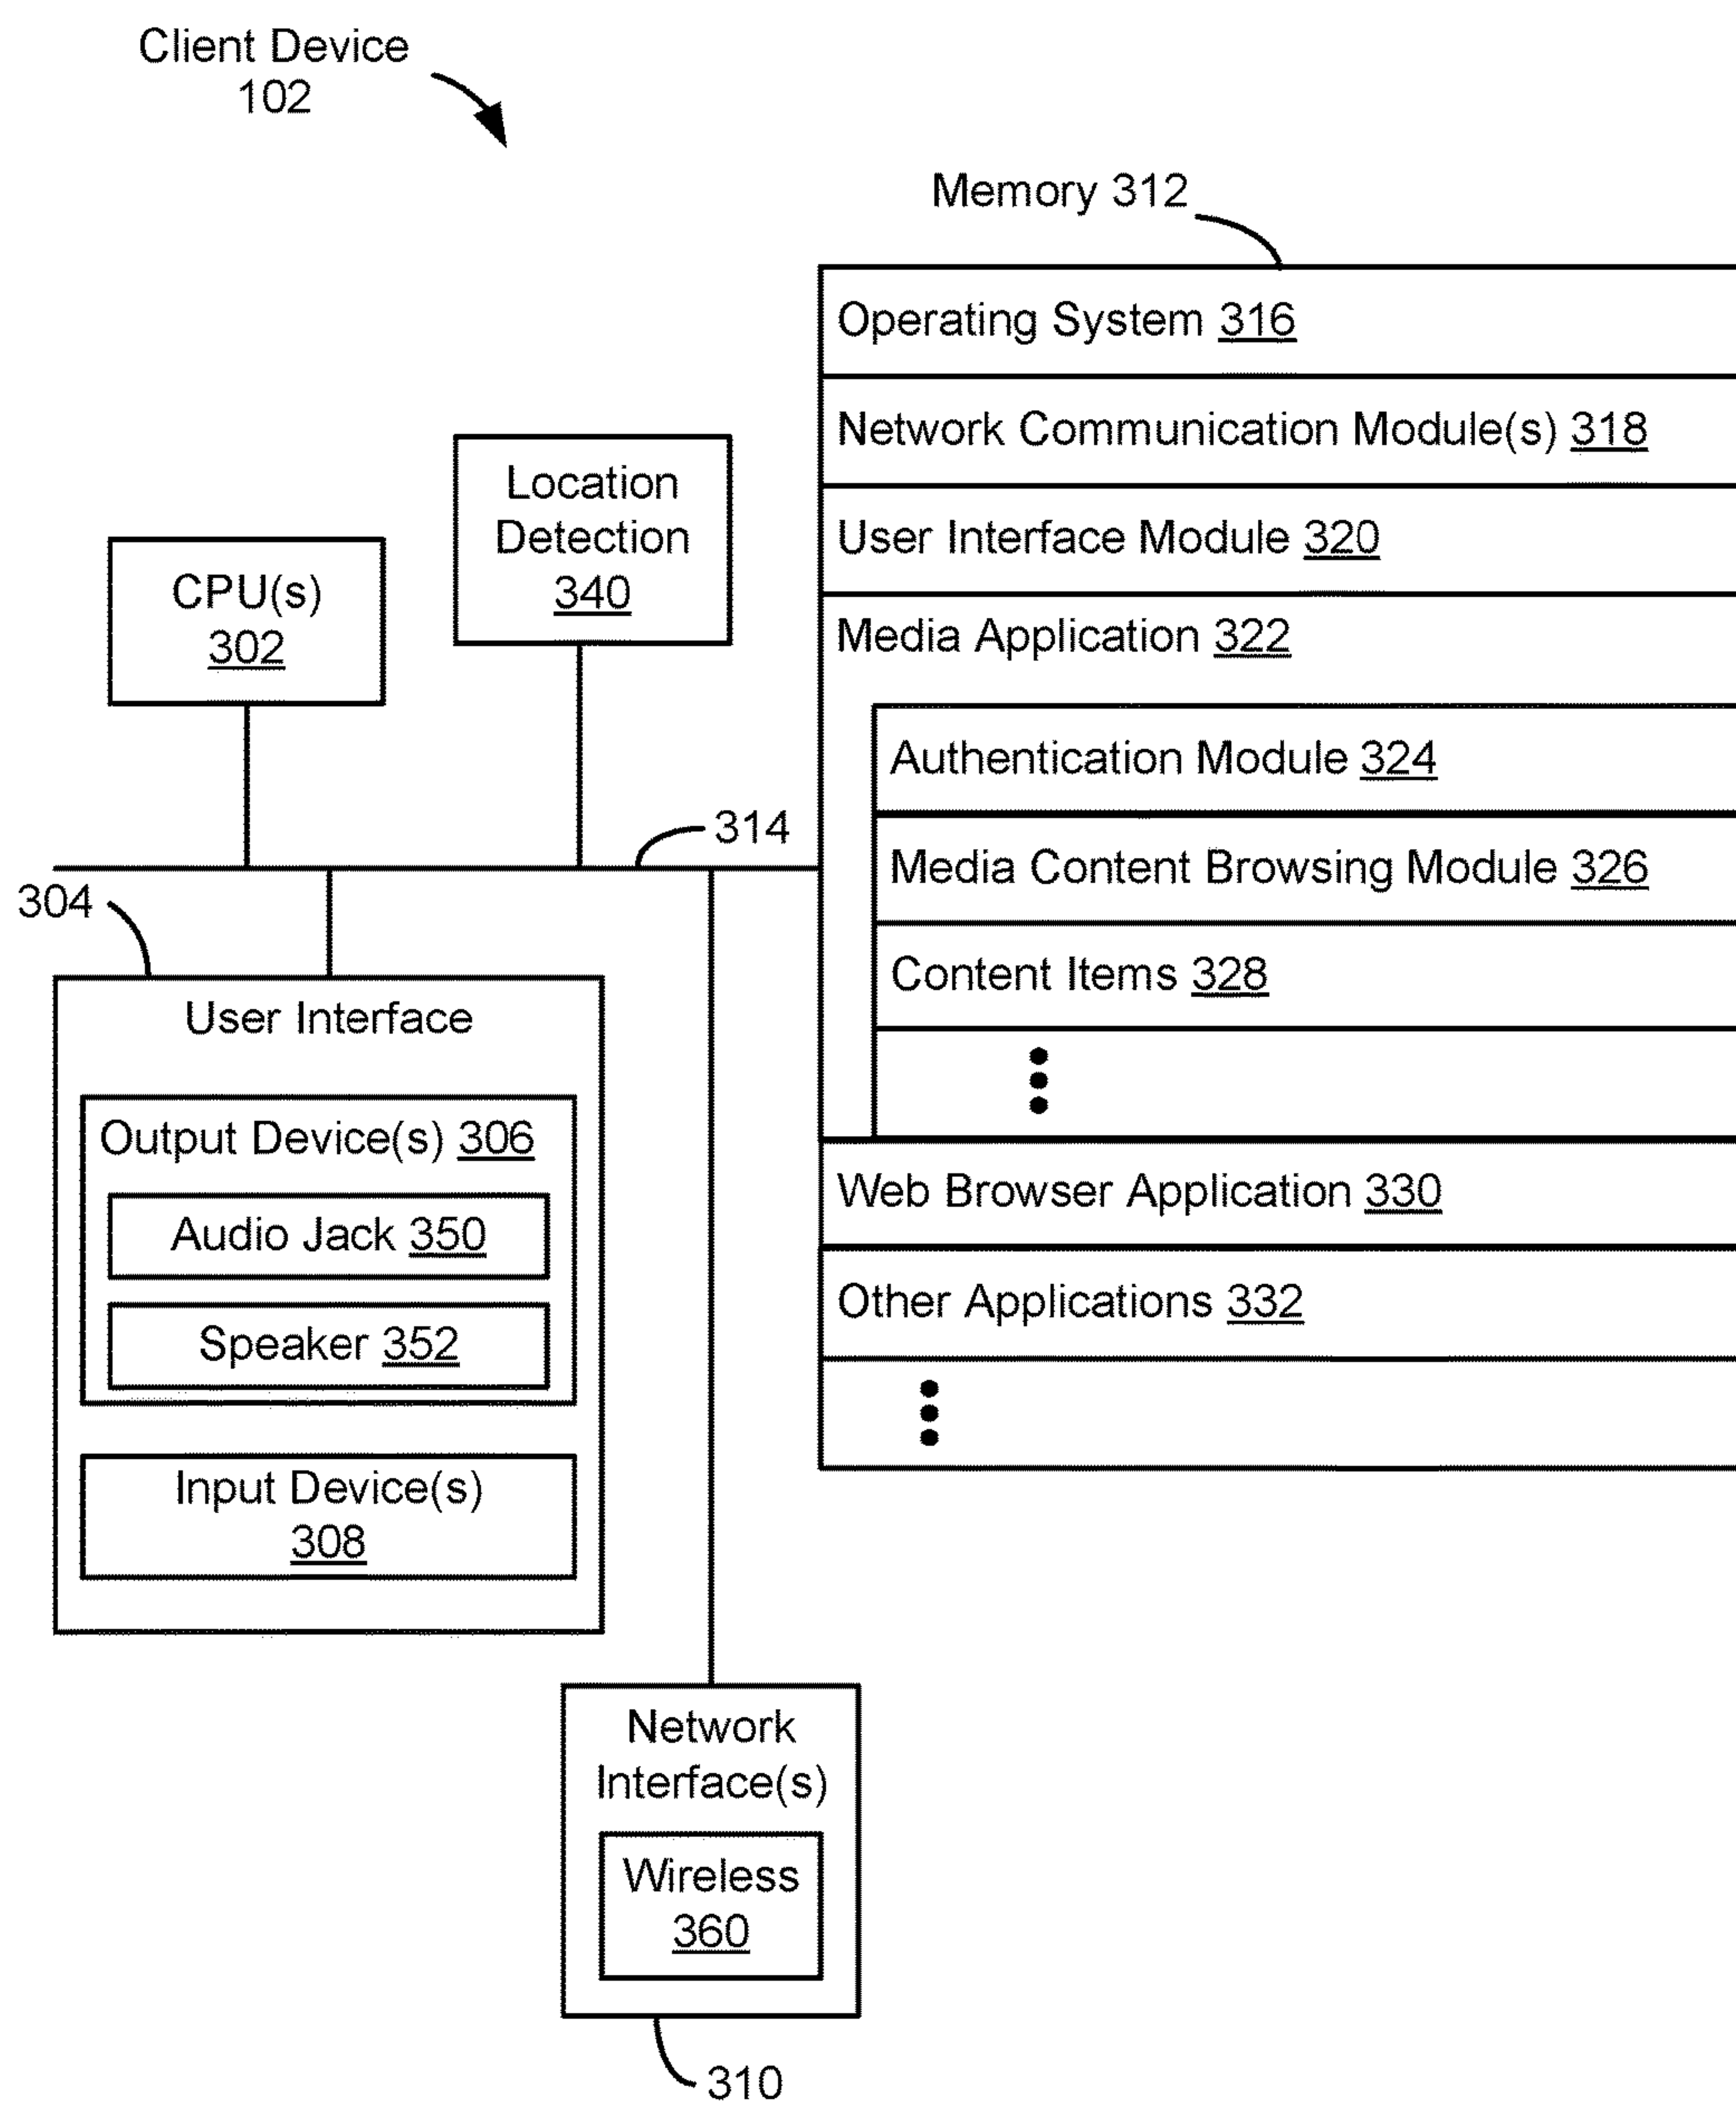 Client Device
102
Memory 312
Operating System 316
Network Communication Module(s) 318
User Interface Module 320
Media Application 322
Authentication Module 324
Media Content Browsing Module 326
Content Items 328
Web Browser Application 330
Other Applications 332
Location
Detection
340
CPU(s)
302
314
304
User Interface
Output Device(s) 306
Audio Jack 350
Speaker 352
Input Device(s)
308
Network
Interface(s)
Wireless
360
310